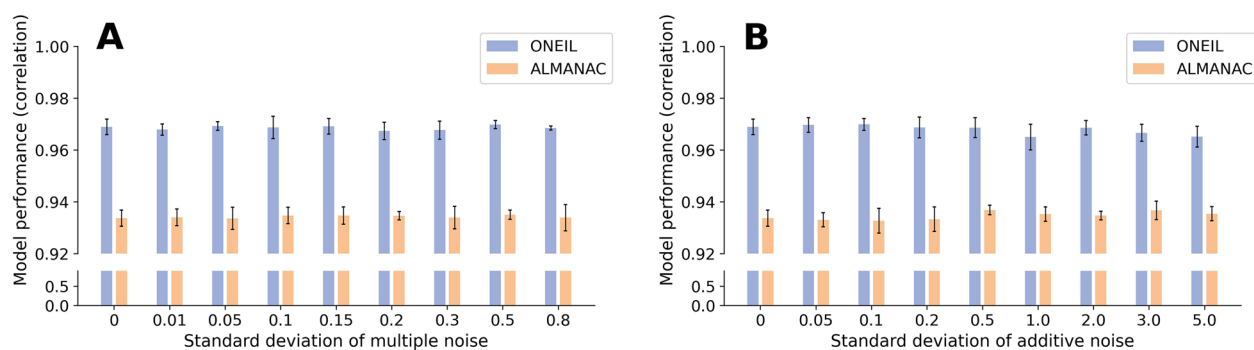 A
ONEIL
ALMANAC
Model performance (correlation)
1.00
0.98
0.96
0.94
0.92
0.5
0.0
0 0.01 0.05 0.1 0.15 0.2 0.3 0.5 0.8
Standard deviation of multiple noise
B
ONEIL
ALMANAC
Model performance (correlation)
1.00
0.98
0.96
0.94
0.92
0.5
0.0
0 0.05 0.1 0.2 0.5 1.0 2.0 3.0 5.0
Standard deviation of additive noise